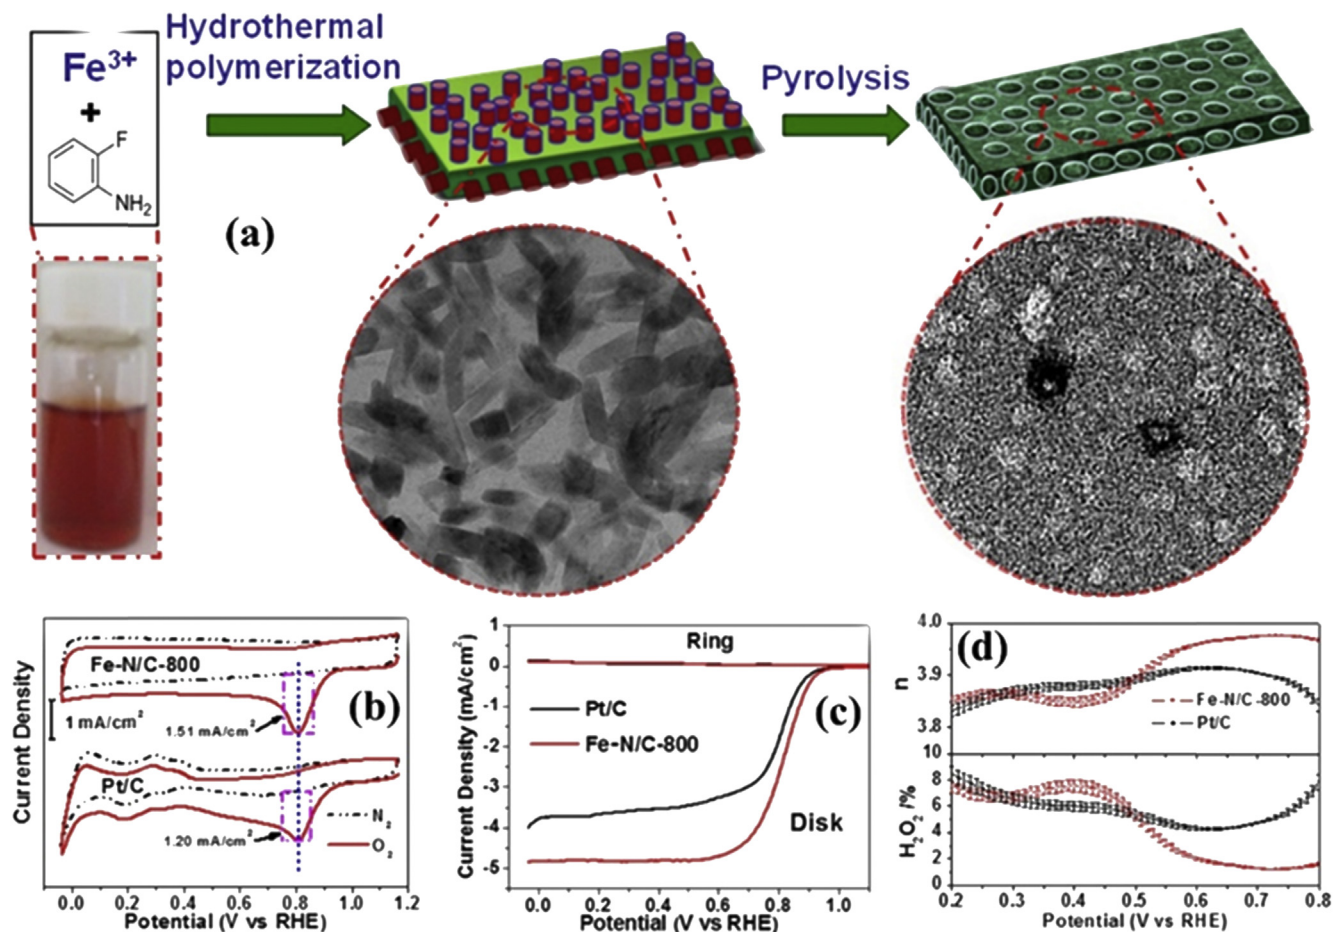 Hydrothermal
polymerization
Fe3+
+
F
NH2
Pyrolysis
(a)
Current Density
Fe-N/C-800
1 mA/cm2
1.51 mA/cm2
(b)
Pt/C
1.20 mA/cm2
N2
O2
0.0 0.2 0.4 0.6 0.8 1.0 1.2
Potential (V vs RHE)
Current Density (mA/cm2)
1
0
-1
-2
-3
-4
-5
Ring
Pt/C
Fe-N/C-800
(c)
Disk
0.0 0.2 0.4 0.6 0.8 1.0
Potential (V vs RHE)
4.0
3.9
3.8
n
(d)
Fe-N/C-800
Pt/C
10
8
6
4
2
0
H2O2/%
0.2 0.3 0.4 0.5 0.6 0.7 0.8
Potential (V vs RHE)